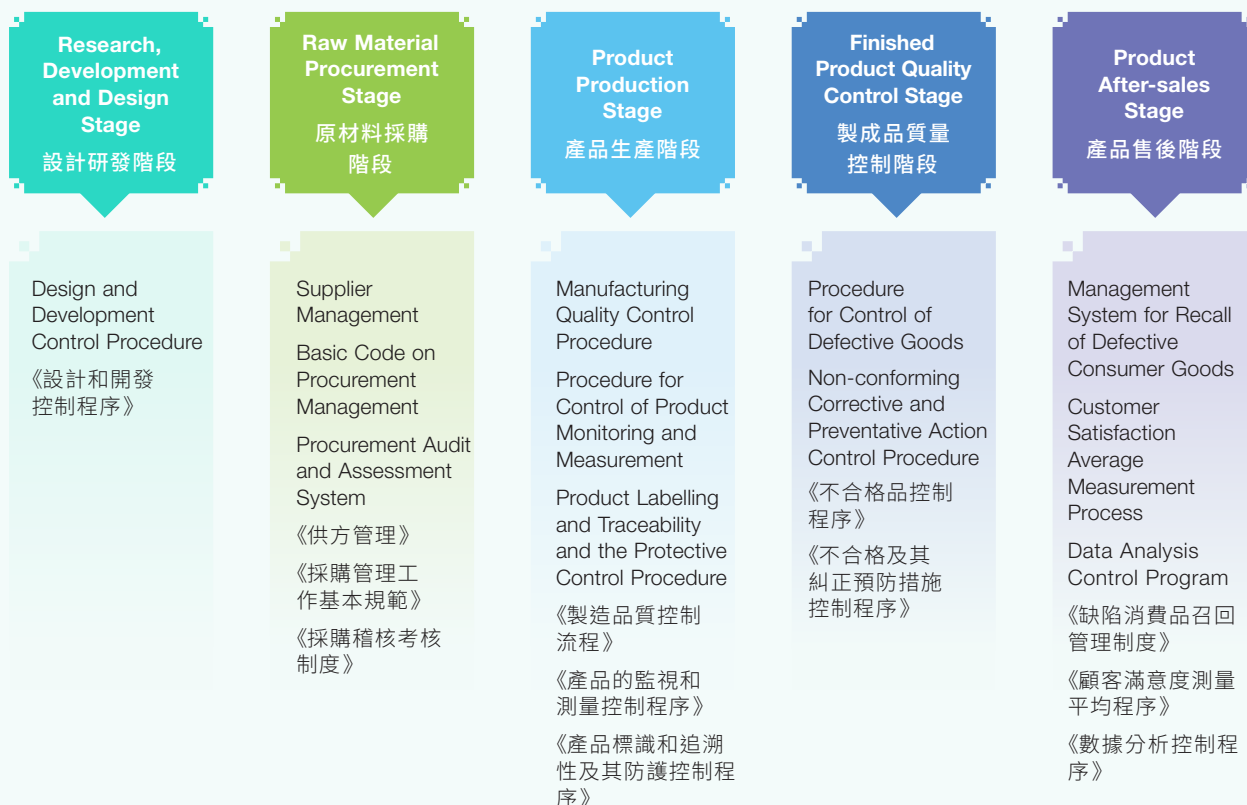 Research,
Development
and Design
Stage
設計研發階段
Design and
Development
Control Procedure
《設計和開發
控制程序》
Raw Material
Procurement
Stage
原材料採購
階段
Supplier
Management
Basic Code on
Procurement
Management
Procurement Audit
and Assessment
System
《供方管理》
《採購管理工
作基本規範》
《採購稽核考核
制度》
Product
Production
Stage
產品生產階段
Manufacturing
Quality Control
Procedure
Procedure for
Control of Product
Monitoring and
Measurement
Product Labelling
and Traceability
and the Protective
Control Procedure
《製造品質控制
流程》
《產品的監視和
測量控制程序》
《產品標識和追溯
性及其防護控制程
序》
Finished
Product Quality
Control Stage
製成品質量
控制階段
Procedure
for Control of
Defective Goods
Non-conforming
Corrective and
Preventative Action
Control Procedure
《不合格品控制
程序》
《不合格及其
糾正預防措施
控制程序》
Product
After-sales
Stage
產品售後階段
Management
System for Recall
of Defective
Consumer Goods
Customer
Satisfaction
Average
Measurement
Process
Data Analysis
Control Program
《缺陷消費品召回
管理制度》
《顧客滿意度測量
平均程序》
《數據分析控制程
序》